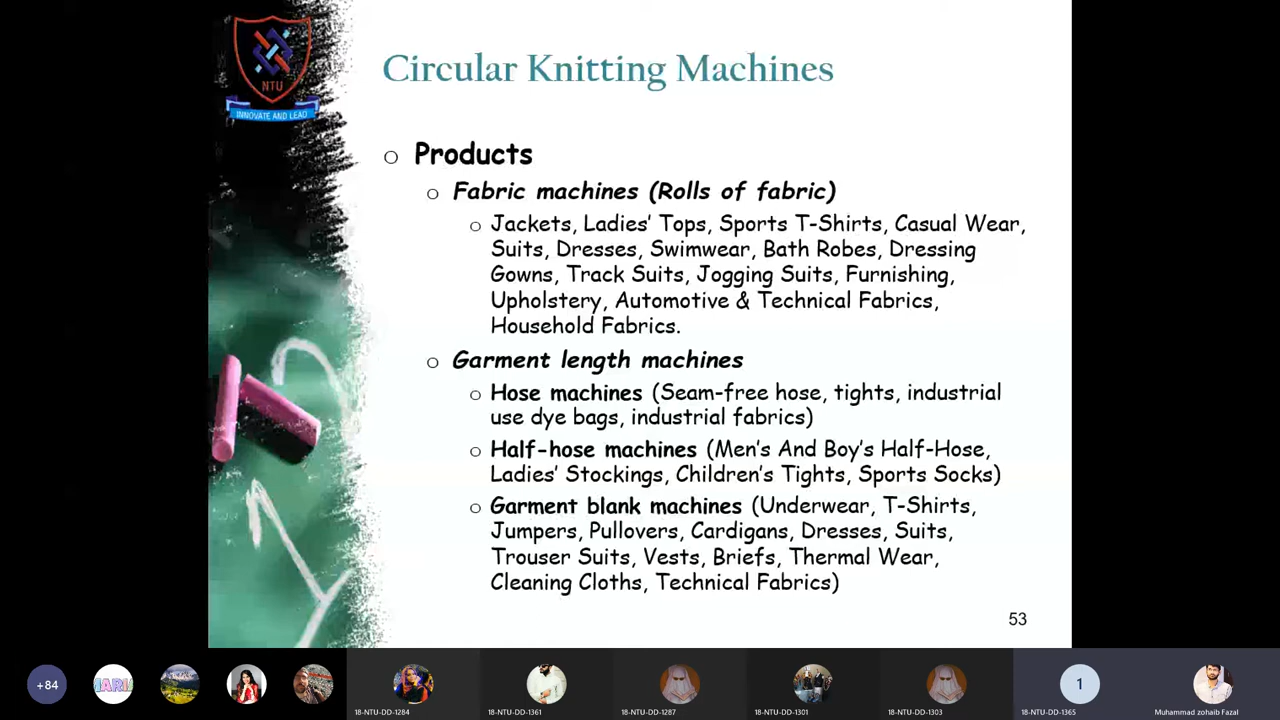 NTU
INNOVATE AND LEAD
Circular Knitting Machines
Products
Fabric machines (Rolls of fabric)
Jackets, Ladies' Tops, Sports T-Shirts, Casual Wear,
Suits, Dresses, Swimwear, Bath Robes, Dressing
Gowns, Track Suits, Jogging Suits, Furnishing,
Upholstery, Automotive & Technical Fabrics,
Household Fabrics.
Garment length machines
Hose machines (Seam-free hose, tights, industrial
use dye bags, industrial fabrics)
Half-hose machines (Men's And Boy's Half-Hose,
Ladies' Stockings, Children's Tights, Sports Socks)
Garment blank machines (Underwear, T-Shirts,
Jumpers, Pullovers, Cardigans, Dresses, Suits,
Trouser Suits, Vests, Briefs, Thermal Wear,
Cleaning Cloths, Technical Fabrics)
53
+84
1
18-NTU-DD-1284
18-NTU-DD-1361
18-NTU-DD-1287
18-NTU-DD-1301
18-NTU-DD-1303
18-NTU-DD-1365
Muhammad zohaib Fazal